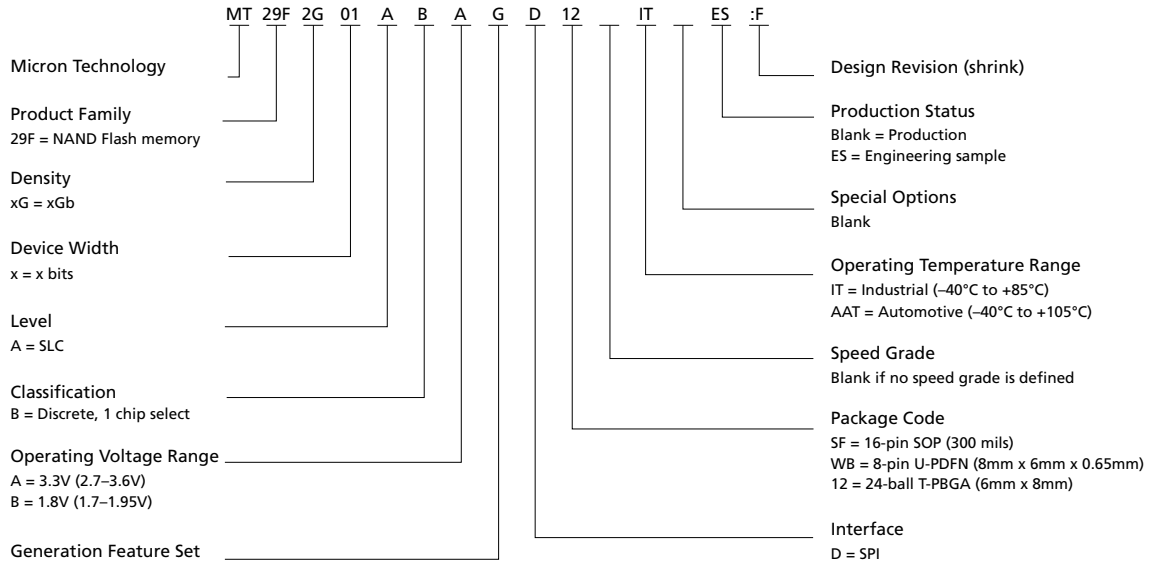 MT 29F 2G 01 A B A G D 12 IT ES :F
Micron Technology
Product Family
29F = NAND Flash memory
Density
xG = xGb
Device Width
x = x bits
Level
A = SLC
Classification
B = Discrete, 1 chip select
Operating Voltage Range
A = 3.3V (2.7–3.6V)
B = 1.8V (1.7–1.95V)
Generation Feature Set
Design Revision (shrink)
Production Status
Blank = Production
ES = Engineering sample
Special Options
Blank
Operating Temperature Range
IT = Industrial (–40°C to +85°C)
AAT = Automotive (–40°C to +105°C)
Speed Grade
Blank if no speed grade is defined
Package Code
SF = 16-pin SOP (300 mils)
WB = 8-pin U-PDFN (8mm x 6mm x 0.65mm)
12 = 24-ball T-PBGA (6mm x 8mm)
Interface
D = SPI